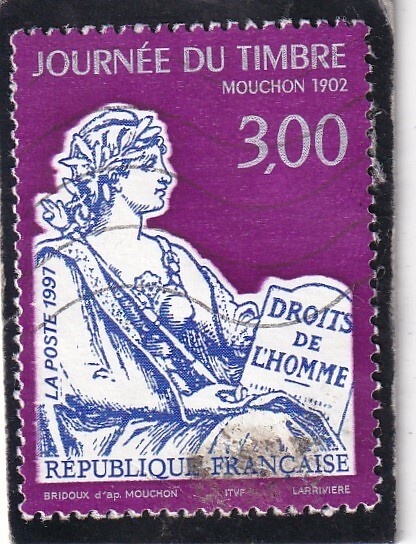 JOURNÉE DU TIMBRE
MOUCHON 1902
3,00
DROITS
DE
L'HOMME
LA POSTE 1997
RÉPUBLIQUE FRANÇAISE
BRIDOUX d'ap. MOUCHON ITVF LARRIVIERE